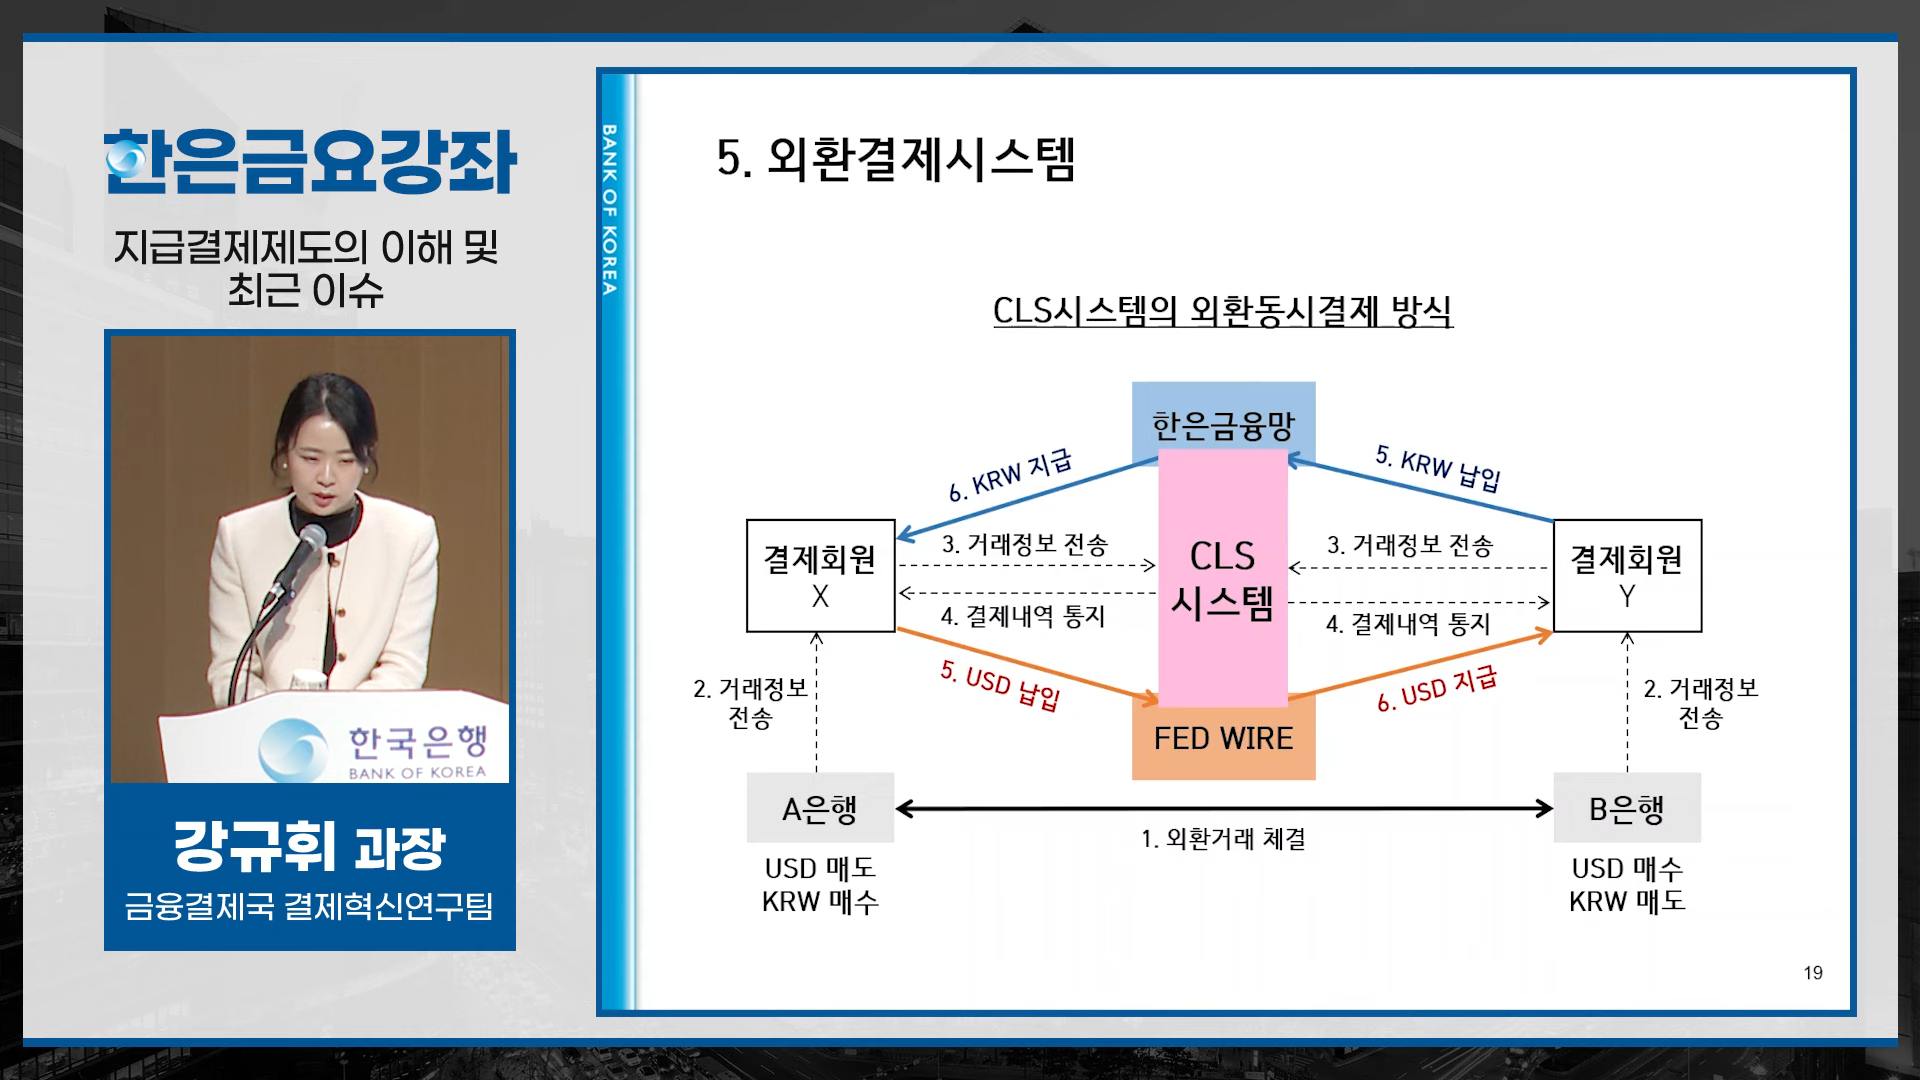 한은금요강좌
지급결제제도의 이해 및
최근 이슈
한국은행
BANK OF KOREA
강규휘 과장
금융결제국 결제혁신연구팀
BANK OF KOREA
5. 외환결제시스템
CLS시스템의 외환동시결제 방식
한은금융망
6. KRW 지급
5. KRW 납입
결제회원
X
3. 거래정보 전송
4. 결제내역 통지
CLS
시스템
3. 거래정보 전송
4. 결제내역 통지
결제회원
Y
5. USD 납입
6. USD 지급
2. 거래정보
전송
FED WIRE
2. 거래정보
전송
A은행
1. 외환거래 체결
B은행
USD 매도
KRW 매수
USD 매수
KRW 매도
19